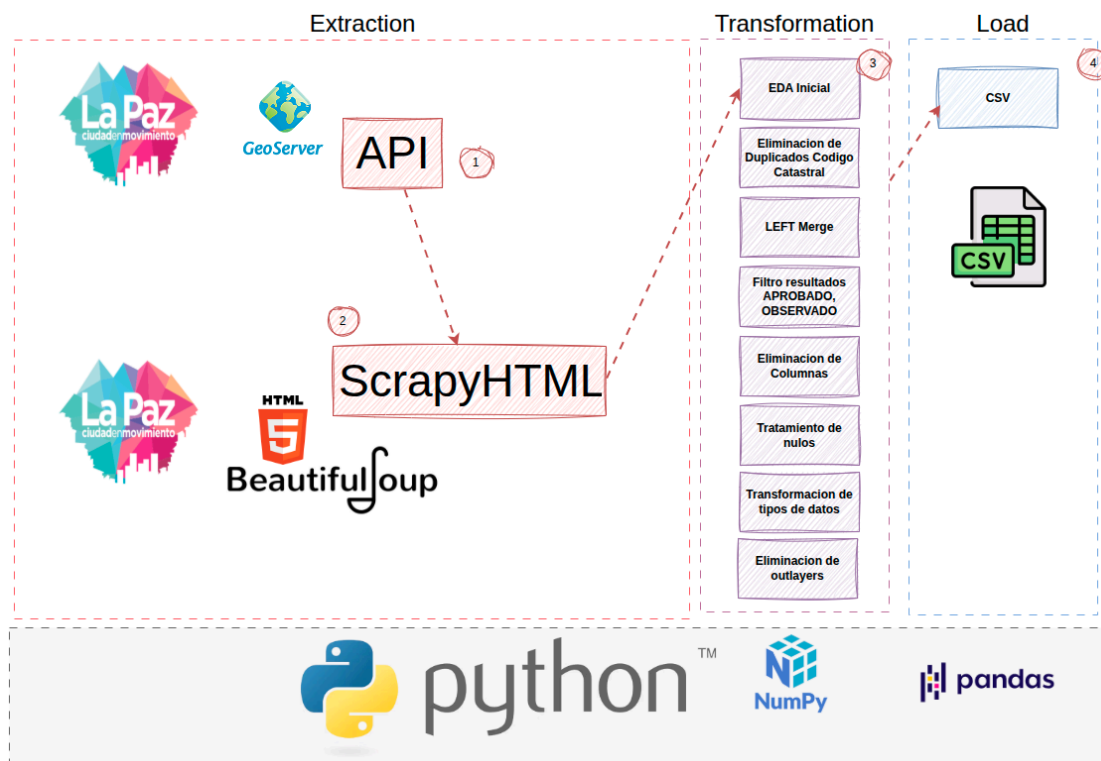 Extraction
Transformation
Load
La Paz
ciudadenmovimiento
GeoServer
API
1
2
ScrapyHTML
La Paz
ciudadenmovimiento
HTML
5
BeautifulSoup
3
EDA Inicial
Eliminacion de
Duplicados Codigo
Catastral
LEFT Merge
Filtro resultados
APROBADO,
OBSERVADO
Eliminacion de
Columnas
Tratamiento de
nulos
Transformacion de
tipos de datos
Eliminacion de
outlayers
4
CSV
CSV
python™
NumPy
pandas